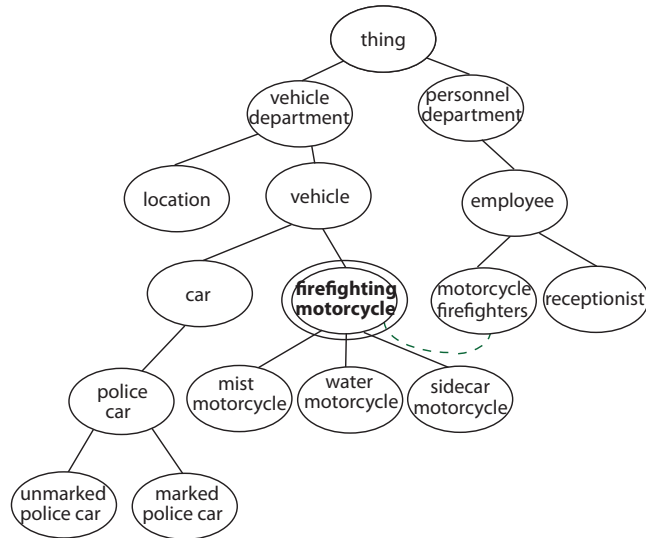 thing
vehicle
department
personnel
department
location
vehicle
employee
car
firefighting
motorcycle
motorcycle
firefighters
receptionist
police
car
mist
motorcycle
water
motorcycle
sidecar
motorcycle
unmarked
police car
marked
police car